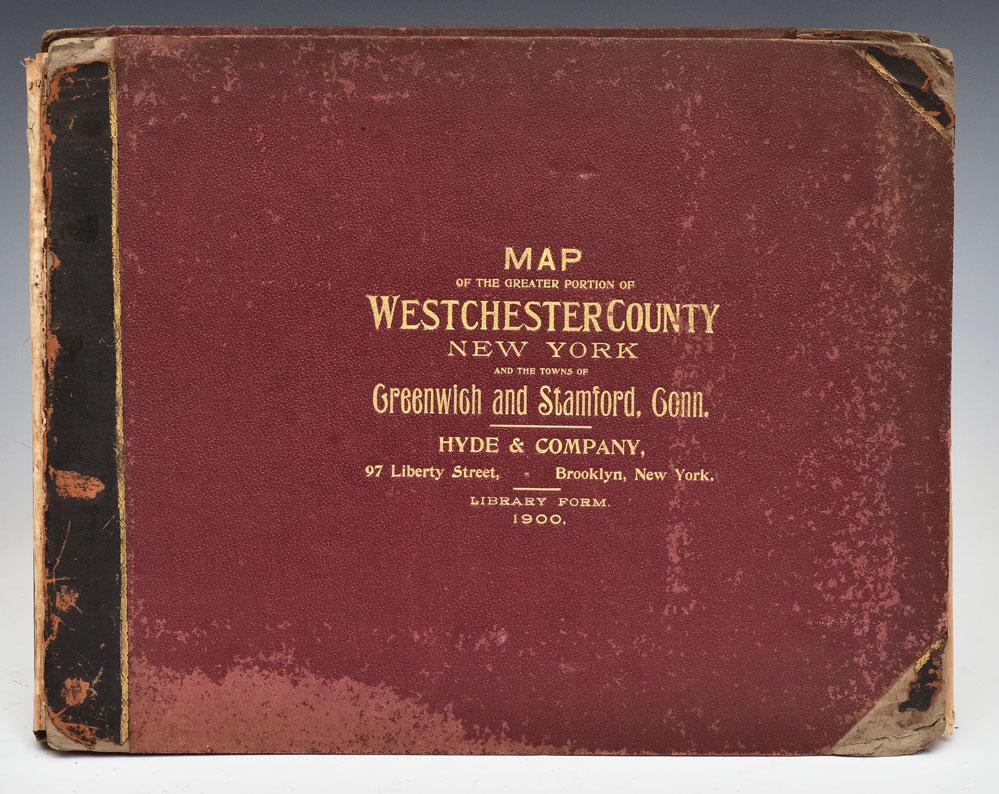 MAP
OF THE GREATER PORTION OF
WESTCHESTER COUNTY
NEW YORK
AND THE TOWNS OF
Greenwich and Stamford, Conn.
HYDE & COMPANY,
97 Liberty Street, - Brooklyn, New York.
LIBRARY FORM.
1900.